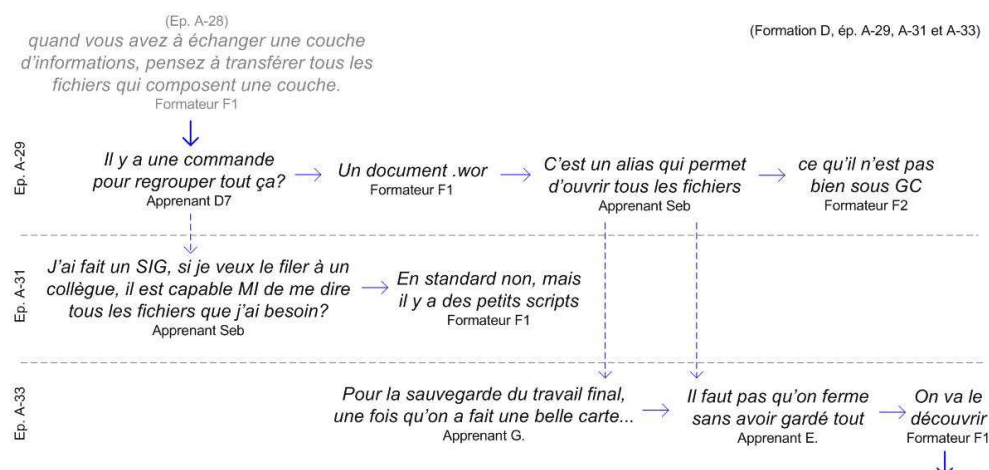 (Ep. A-28)
quand vous avez à échanger une couche
d'informations, pensez à transférer tous les
fichiers qui composent une couche.
Formateur F1
(Formation D, ép. A-29, A-31 et A-33)
Ep. A-29
Il y a une commande
pour regrouper tout ça?
Apprenant D7
Un document .wor
Formateur F1
C'est un alias qui permet
d'ouvrir tous les fichiers
Apprenant Seb
ce qu'il n'est pas
bien sous GC
Formateur F2
Ep. A-31
J'ai fait un SIG, si je veux le filer à un
collègue, il est capable MI de me dire
tous les fichiers que j'ai besoin?
Apprenant Seb
En standard non, mais
il y a des petits scripts
Formateur F1
Ep. A-33
Pour la sauvegarde du travail final,
une fois qu'on a fait une belle carte...
Apprenant G.
Il faut pas qu'on ferme
sans avoir gardé tout
Apprenant E.
On va le
découvrir
Formateur F1